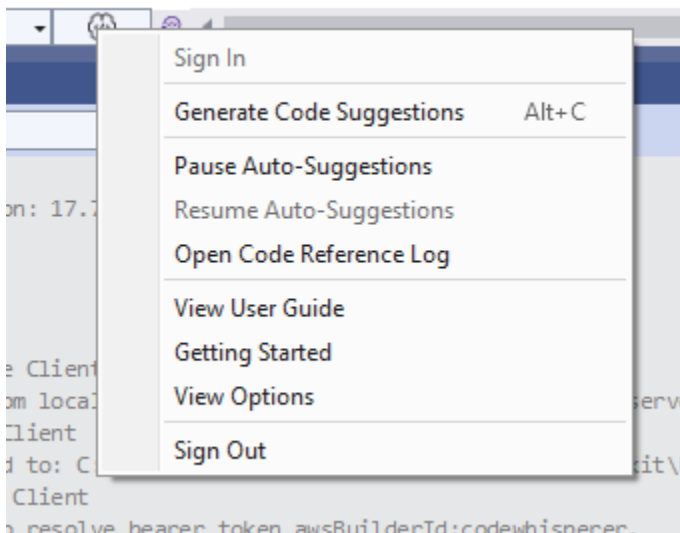 Sign In
Generate Code Suggestions Alt+C
Pause Auto-Suggestions
on: 17.7
Resume Auto-Suggestions
Open Code Reference Log
View User Guide
Getting Started
e Client
View Options
om local
serve
Client
Sign Out
d to: C:
kit\
Client
o resolve bearer token awsBuilderId:codewhisperer.